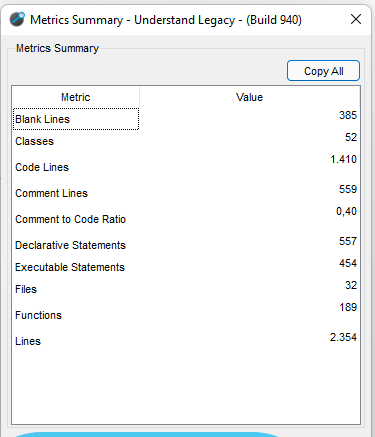 Metrics Summary - Understand Legacy - (Build 940)
Metrics Summary
Copy All
Metric Value
Blank Lines 385
Classes 52
Code Lines 1.410
Comment Lines 559
Comment to Code Ratio 0,40
Declarative Statements 557
Executable Statements 454
Files 32
Functions 189
Lines 2.354